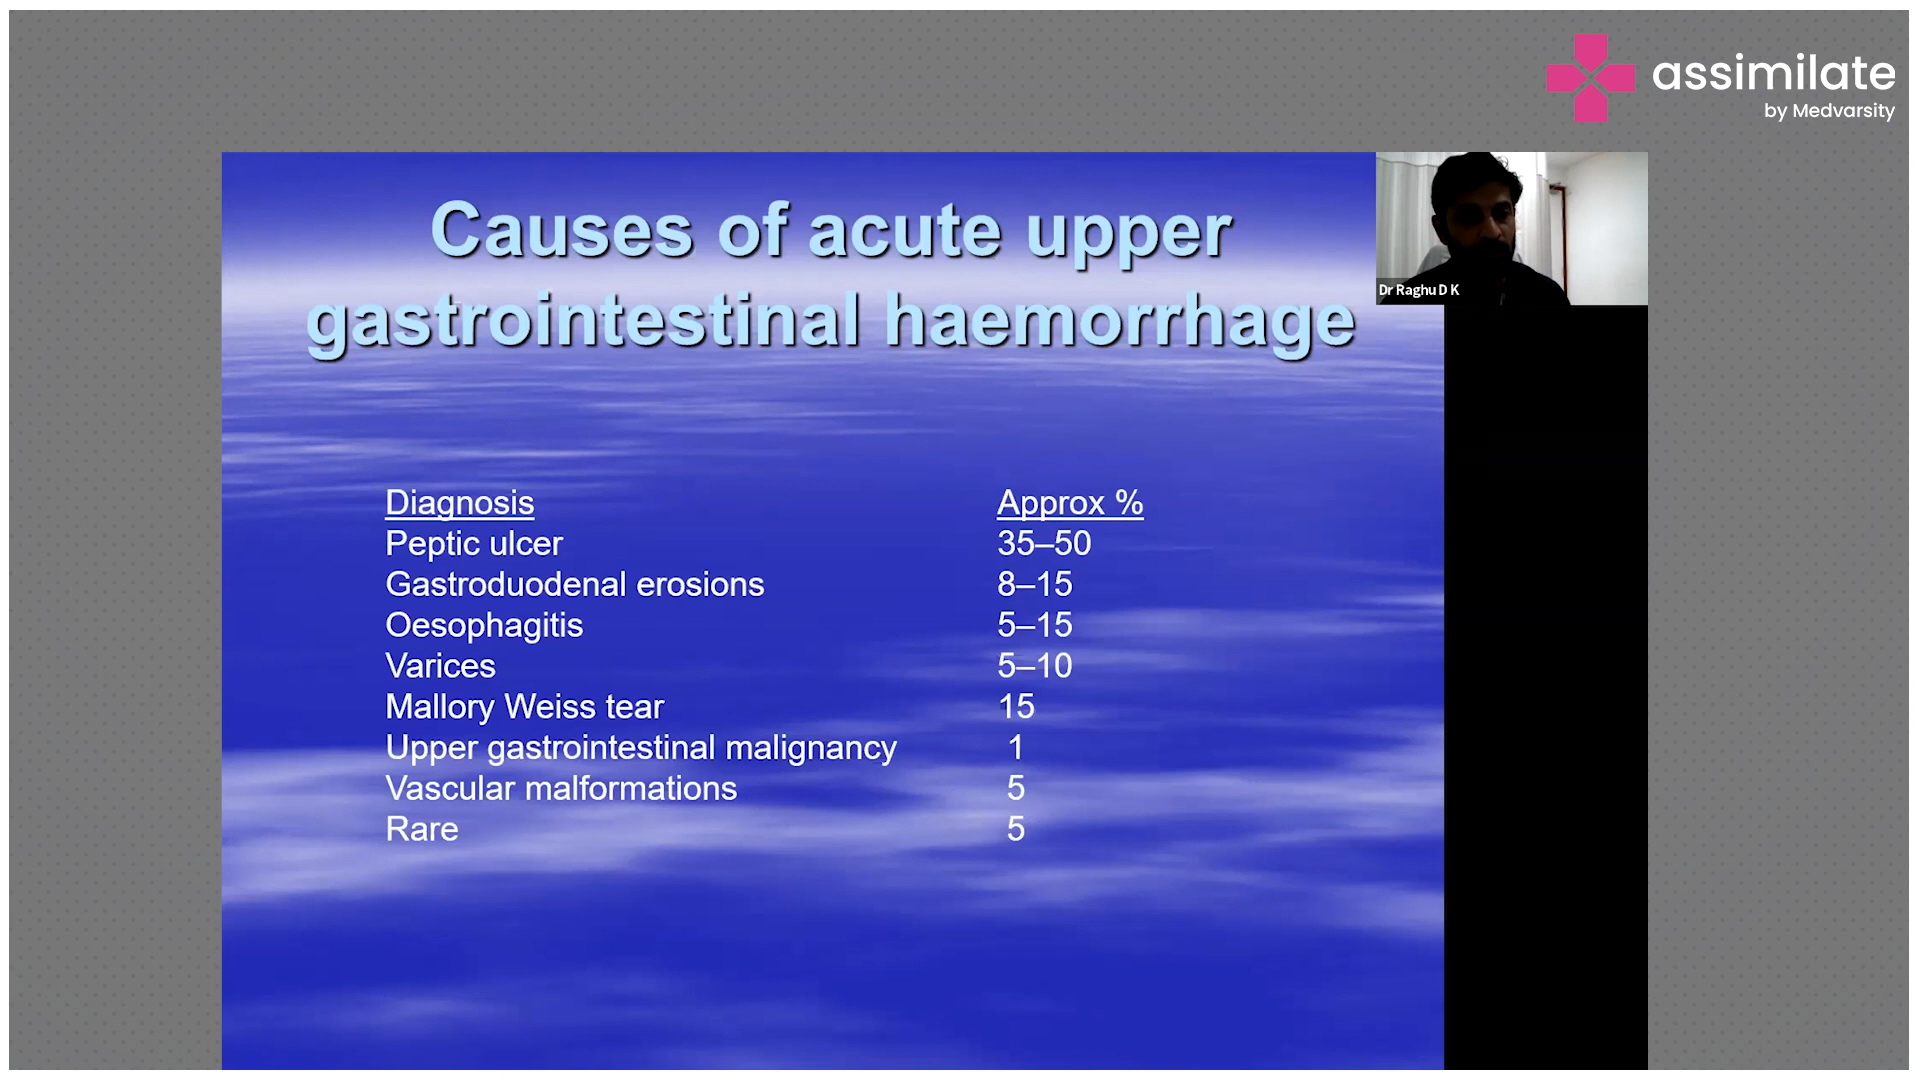 assimilate
by Medvarsity
Causes of acute upper
gastrointestinal haemorrhage
Dr Raghu D K
Diagnosis Approx %
Peptic ulcer 35–50
Gastroduodenal erosions 8–15
Oesophagitis 5–15
Varices 5–10
Mallory Weiss tear 15
Upper gastrointestinal malignancy 1
Vascular malformations 5
Rare 5